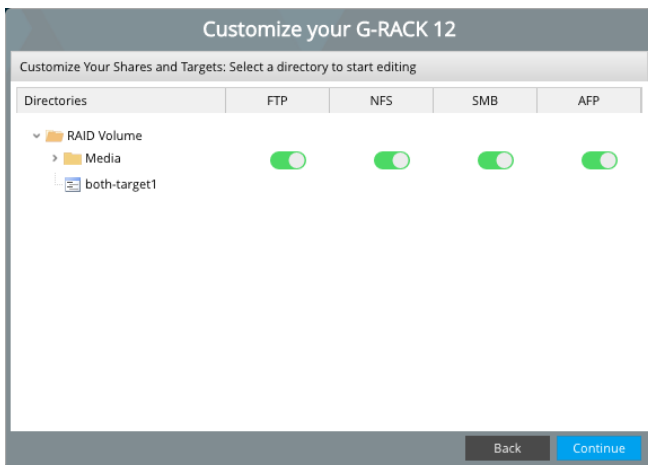 Customize your G-RACK 12
Customize Your Shares and Targets: Select a directory to start editing
Directories FTP NFS SMB AFP
RAID Volume
Media
both-target1
Back Continue